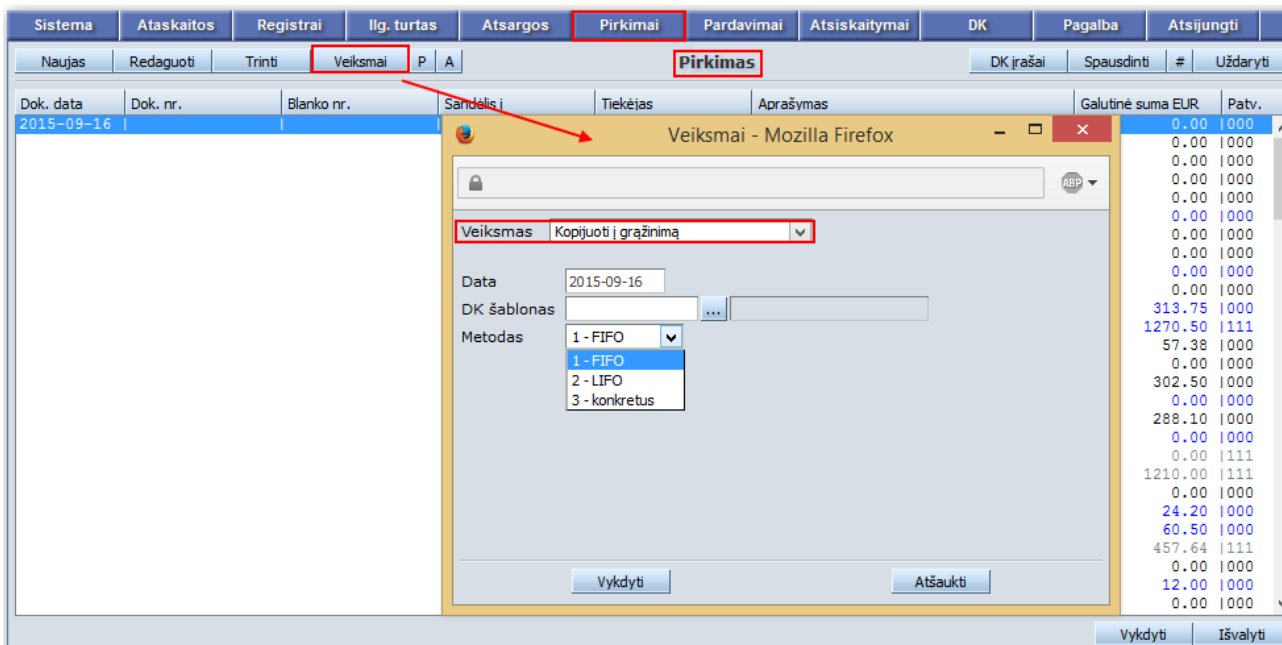 Sistema Ataskaitos Registrai Ilg. turtas Atsargos Pirkimai Pardavimai Atsiskaitymai DK Pagalba Atsijungti
Naujas Redaguoti Trinti Veiksmai P A Pirkimas DK įrašai Spausdinti # Uždaryti
Dok. data Dok. nr. Blanko nr. Sandėlis į Tiekėjas Aprašymas Galutinė suma EUR Patv.
2015-09-16 | | 0.00 |000
Veiksmai - Mozilla Firefox
0.00 |000
0.00 |000
0.00 |000
ABP
0.00 |000
0.00 |000
Veiksmas Kopijuoti į grąžinimą
0.00 |000
0.00 |000
0.00 |000
Data 2015-09-16
0.00 |000
DK šablonas ...
313.75 |000
Metodas 1 - FIFO
1270.50 |111
1 - FIFO
57.38 |000
2 - LIFO
0.00 |000
3 - konkretus
302.50 |000
0.00 |000
288.10 |000
0.00 |000
0.00 |111
1210.00 |111
0.00 |000
24.20 |000
60.50 |000
457.64 |111
0.00 |000
Vykdyti Atšaukti
12.00 |000
0.00 |000
Vykdyti Išvalyti